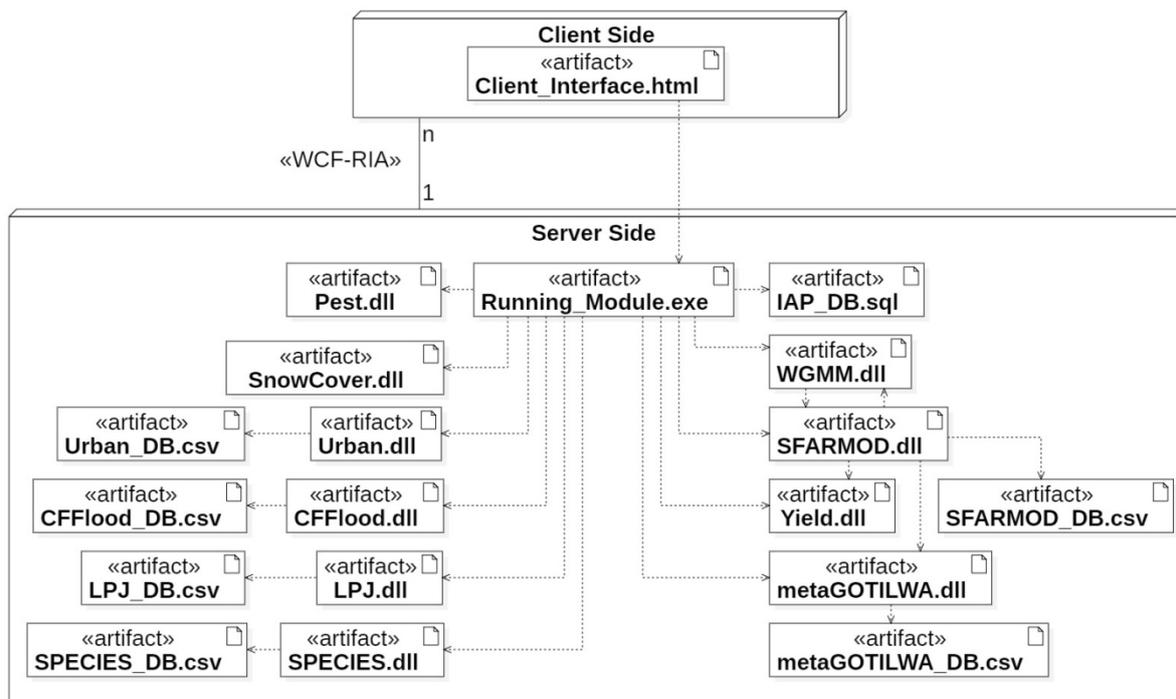 Client Side
«artifact»
Client_Interface.html
n
«WCF-RIA»
1
Server Side
«artifact»
Pest.dll
«artifact»
Running_Module.exe
«artifact»
IAP_DB.sql
«artifact»
SnowCover.dll
«artifact»
WGMM.dll
«artifact»
Urban_DB.csv
«artifact»
Urban.dll
«artifact»
SFARMOD.dll
«artifact»
CFFlood_DB.csv
«artifact»
CFFlood.dll
«artifact»
Yield.dll
«artifact»
SFARMOD_DB.csv
«artifact»
LPJ_DB.csv
«artifact»
LPJ.dll
«artifact»
metaGOTILWA.dll
«artifact»
SPECIES_DB.csv
«artifact»
SPECIES.dll
«artifact»
metaGOTILWA_DB.csv